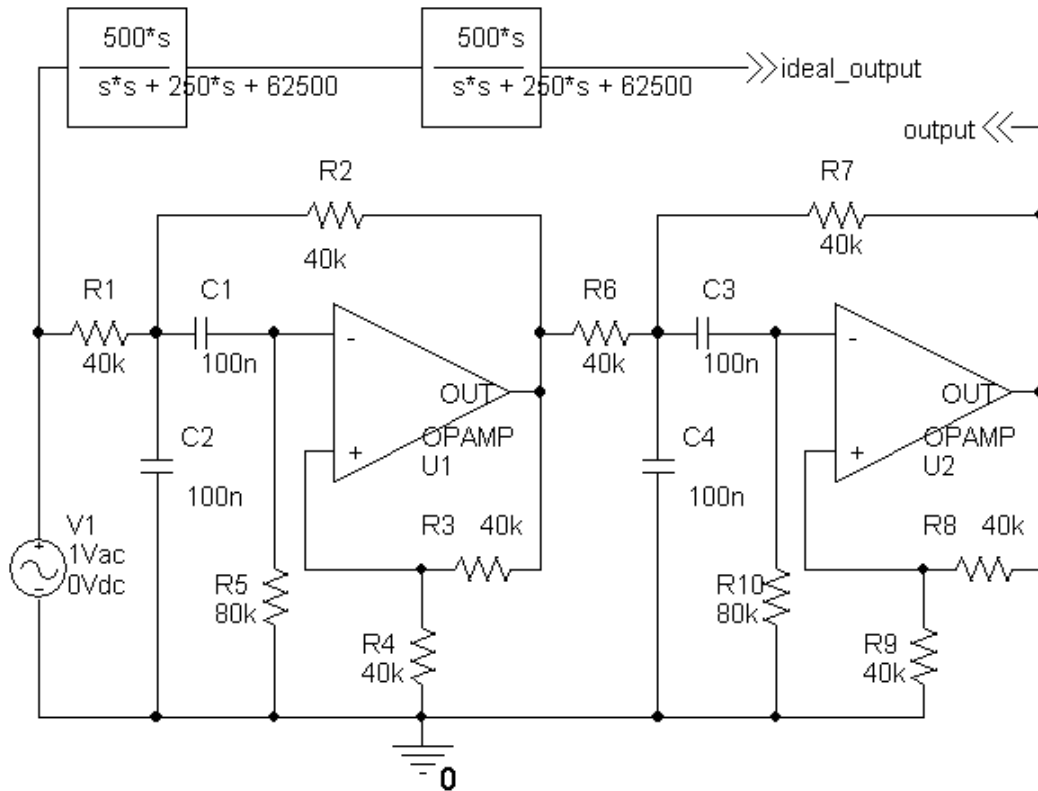 500*s
s*s + 250*s + 62500
500*s
s*s + 250*s + 62500
ideal_output
output
R2
40k
R7
40k
R1
40k
C1
100n
R6
40k
C3
100n
-
OUT
OPAMP
U1
+
-
OUT
OPAMP
U2
+
C2
100n
C4
100n
V1
1Vac
0Vdc
+
-
R3 40k
R8 40k
R5
80k
R4
40k
R10
80k
R9
40k
0